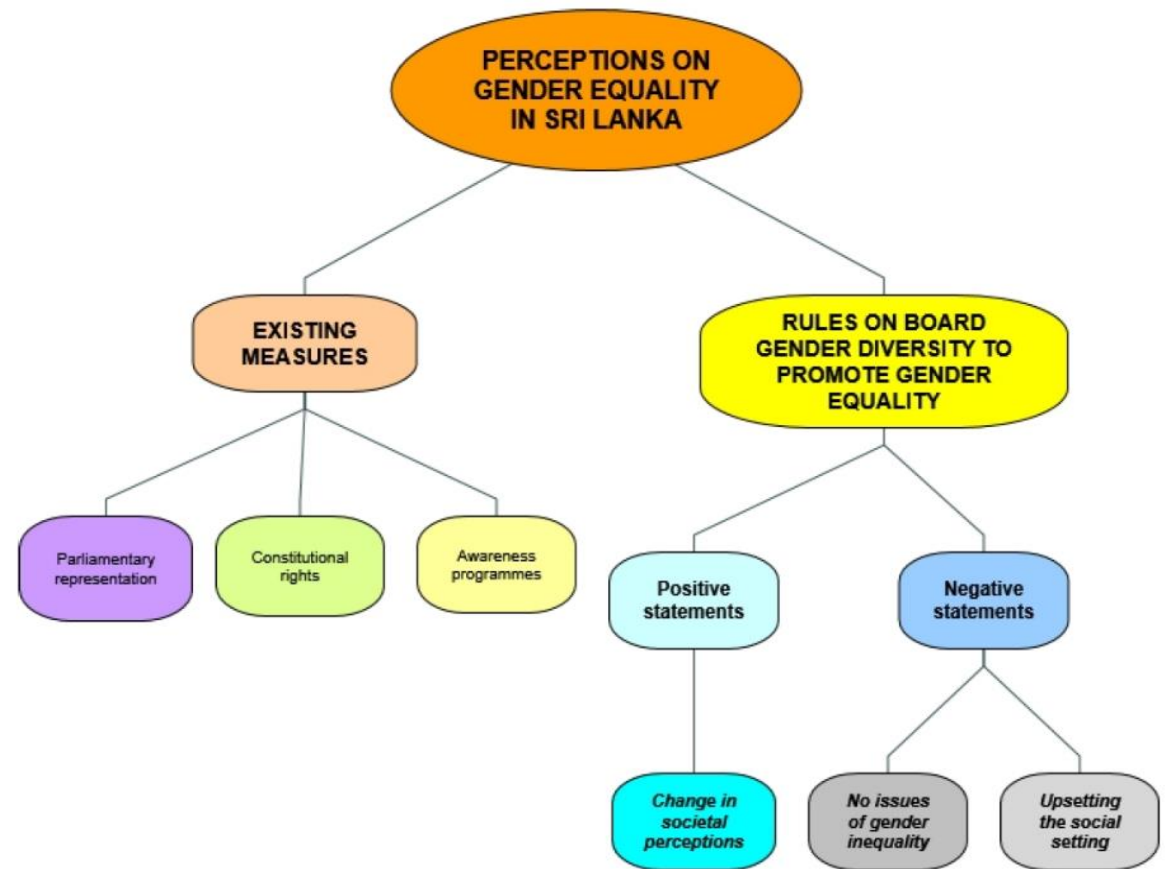 PERCEPTIONS ON
GENDER EQUALITY
IN SRI LANKA
EXISTING
MEASURES
RULES ON BOARD
GENDER DIVERSITY TO
PROMOTE GENDER
EQUALITY
Parliamentary
representation
Constitutional
rights
Awareness
programmes
Positive
statements
Negative
statements
Change in
societal
perceptions
No issues
of gender
inequality
Upsetting
the social
setting